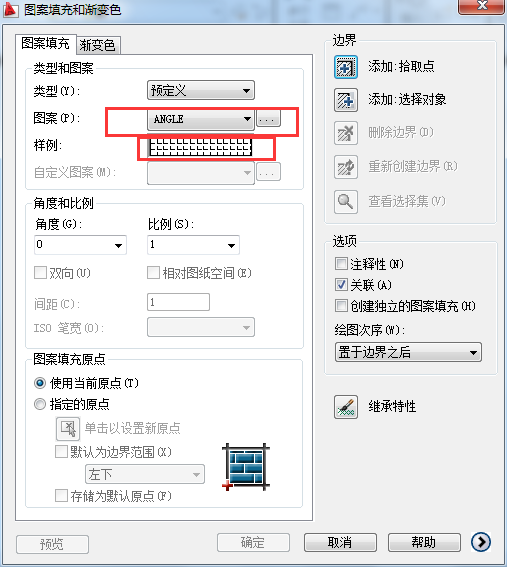 图案填充和渐变色
图案填充 渐变色
类型和图案
类型(Y): 预定义
图案(P): ANGLE ...
样例:
自定义图案(M): ...
角度和比例
角度(G): 比例(S):
0 1
双向(U) 相对图纸空间(E)
间距(C): 1
ISO 笔宽(O):
图案填充原点
使用当前原点(T)
指定的原点
单击以设置新原点
默认为边界范围(X)
左下
存储为默认原点(F)
边界
添加:拾取点
添加:选择对象
删除边界(D)
重新创建边界(R)
查看选择集(V)
选项
注释性(N)
关联(A)
创建独立的图案填充(H)
绘图次序(W):
置于边界之后
继承特性
预览 确定 取消 帮助